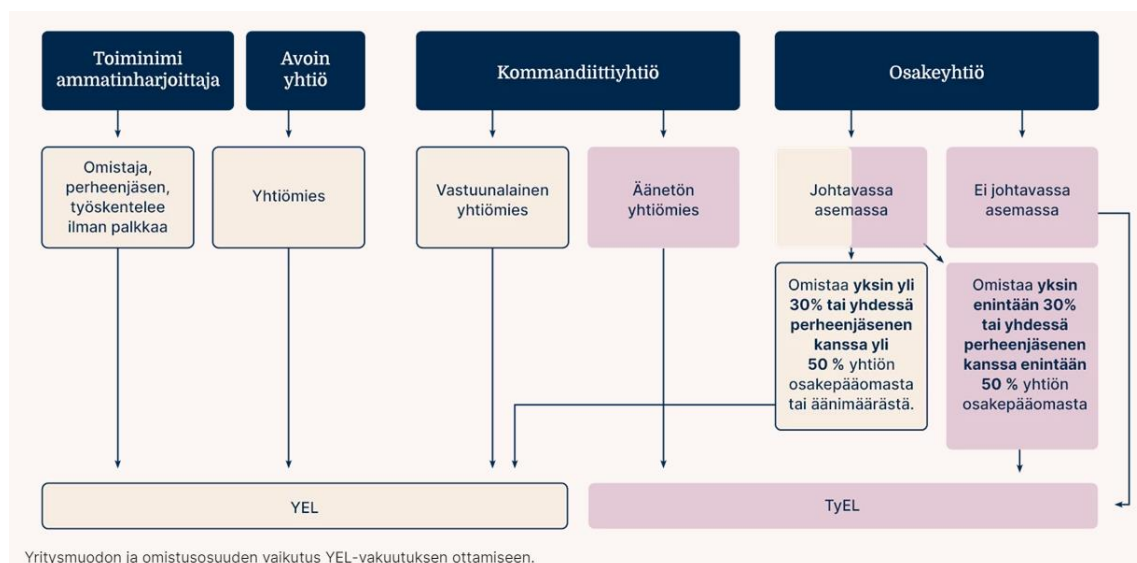 Toiminimi
ammatinharjoittaja
Avoin
yhtiö
Kommandiittiyhtiö
Osakeyhtiö
Omistaja,
perheenjäsen,
työskentelee
ilman palkkaa
Yhtiömies
Vastuunalainen
yhtiömies
Äänetön
yhtiömies
Johtavassa
asemassa
Ei johtavassa
asemassa
Omistaa yksin yli
30% tai yhdessä
perheenjäsenen
kanssa yli
50 % yhtiön
osakepääomasta
tai äänimäärästä.
Omistaa yksin
enintään 30%
tai yhdessä
perheenjäsenen
kanssa enintään
50 % yhtiön
osakepääomasta
YEL
TyEL
Yritysmuodon ja omistusosuuden vaikutus YEL-vakuutuksen ottamiseen.